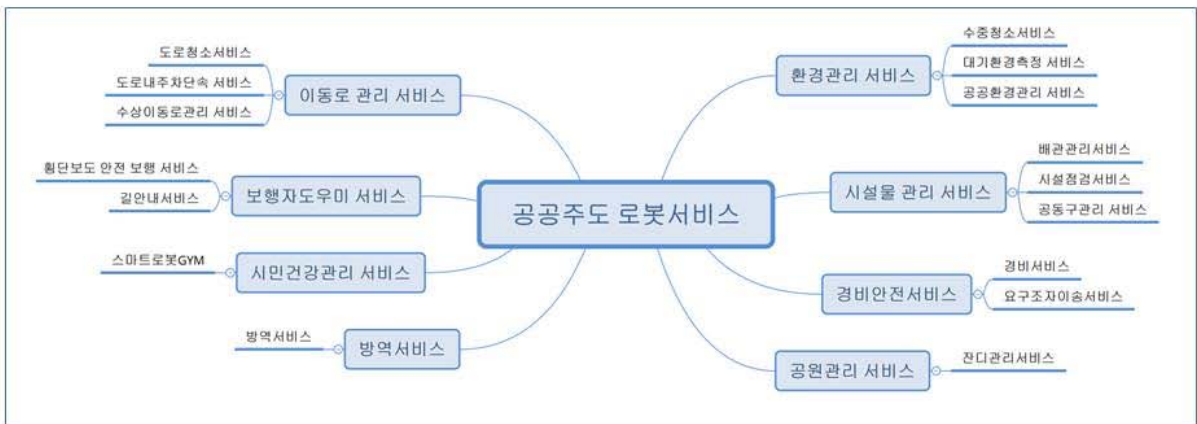 공공주도 로봇서비스
이동로 관리 서비스
도로청소서비스
도로내주차단속 서비스
수상이동로관리 서비스
보행자도우미 서비스
횡단보도 안전 보행 서비스
길안내서비스
시민건강관리 서비스
스마트로봇GYM
방역서비스
방역서비스
환경관리 서비스
수중청소서비스
대기환경측정 서비스
공공환경관리 서비스
시설물 관리 서비스
배관관리서비스
시설점검서비스
공동구관리 서비스
경비안전서비스
경비서비스
요구조자이송서비스
공원관리 서비스
잔디관리서비스